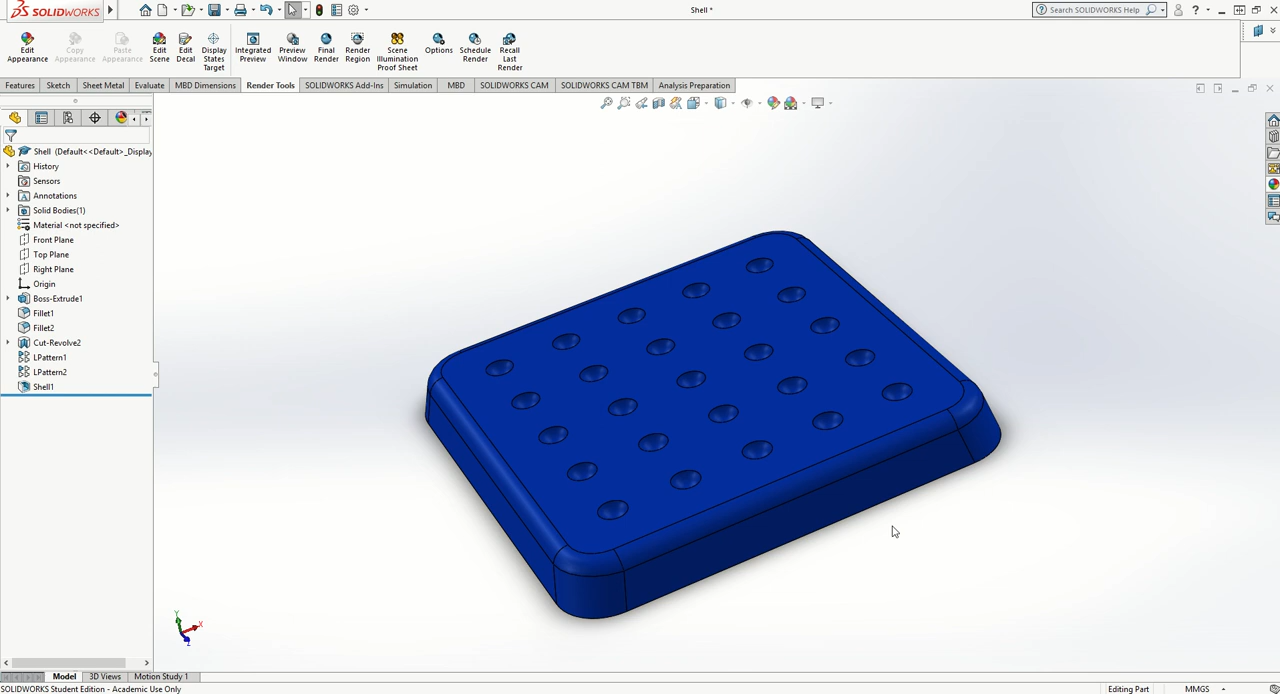 SOLIDWORKS
Shell *
Search SOLIDWORKS Help
Edit Appearance
Copy Appearance
Paste Appearance
Edit Scene
Edit Decal
Display States Target
Integrated Preview
Preview Window
Final Render
Render Region
Scene Illumination Proof Sheet
Options
Schedule Render
Recall Last Render
Features Sketch Sheet Metal Evaluate MBD Dimensions Render Tools SOLIDWORKS Add-Ins Simulation MBD SOLIDWORKS CAM SOLIDWORKS CAM TBM Analysis Preparation
Shell (Default<<Default>_Display
History
Sensors
Annotations
Solid Bodies(1)
Material <not specified>
Front Plane
Top Plane
Right Plane
Origin
Boss-Extrude1
Fillet1
Fillet2
Cut-Revolve2
LPattern1
LPattern2
Shell1
Y
X
Z
Model 3D Views Motion Study 1
SOLIDWORKS Student Edition - Academic Use Only
Editing Part
MMGS